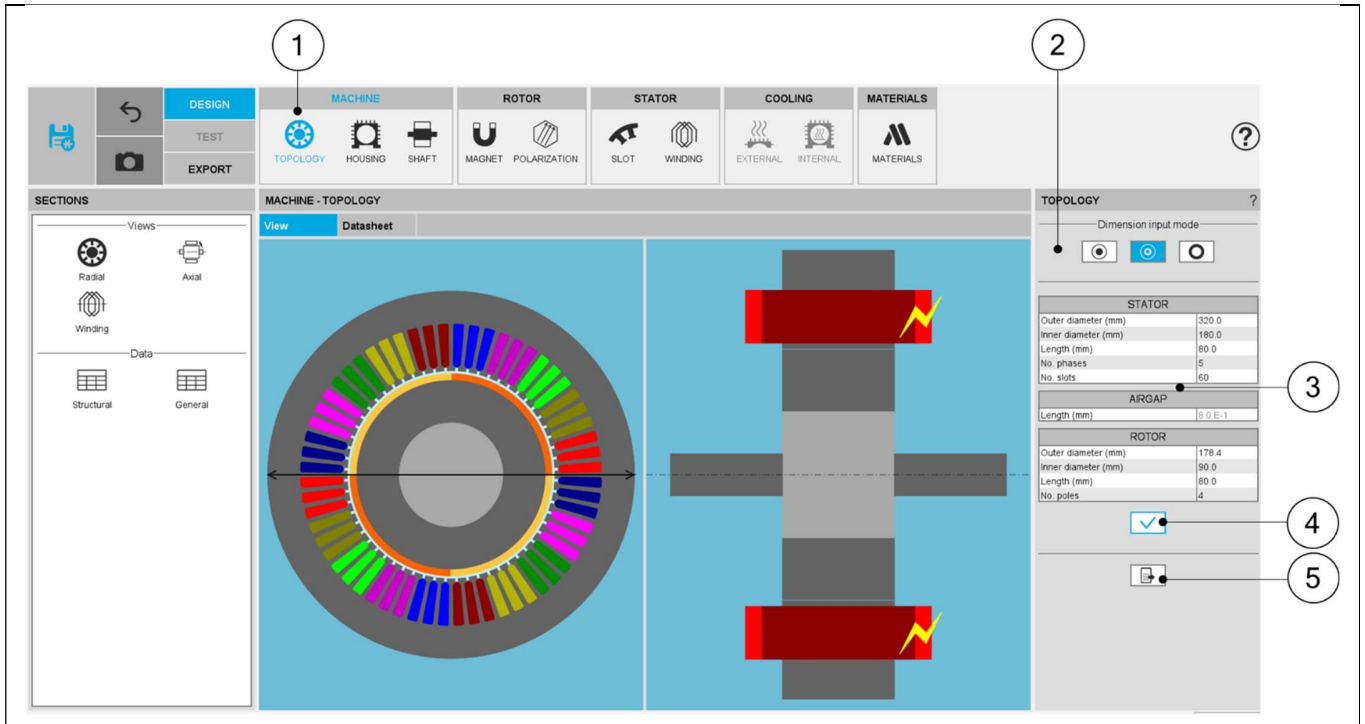 1
2
DESIGN
TEST
EXPORT
MACHINE
ROTOR
STATOR
COOLING
MATERIALS
TOPOLOGY
HOUSING
SHAFT
MAGNET
POLARIZATION
SLOT
WINDING
EXTERNAL
INTERNAL
MATERIALS
?
SECTIONS
Views
Radial
Axial
Winding
Data
Structural
General
MACHINE - TOPOLOGY
View
Datasheet
TOPOLOGY ?
Dimension input mode
STATOR
Outer diameter (mm) 320.0
Inner diameter (mm) 180.0
Length (mm) 80.0
No. phases 5
No. slots 60
3
AIRGAP
Length (mm) 8.0 E-1
ROTOR
Outer diameter (mm) 178.4
Inner diameter (mm) 90.0
Length (mm) 80.0
No. poles 4
4
5